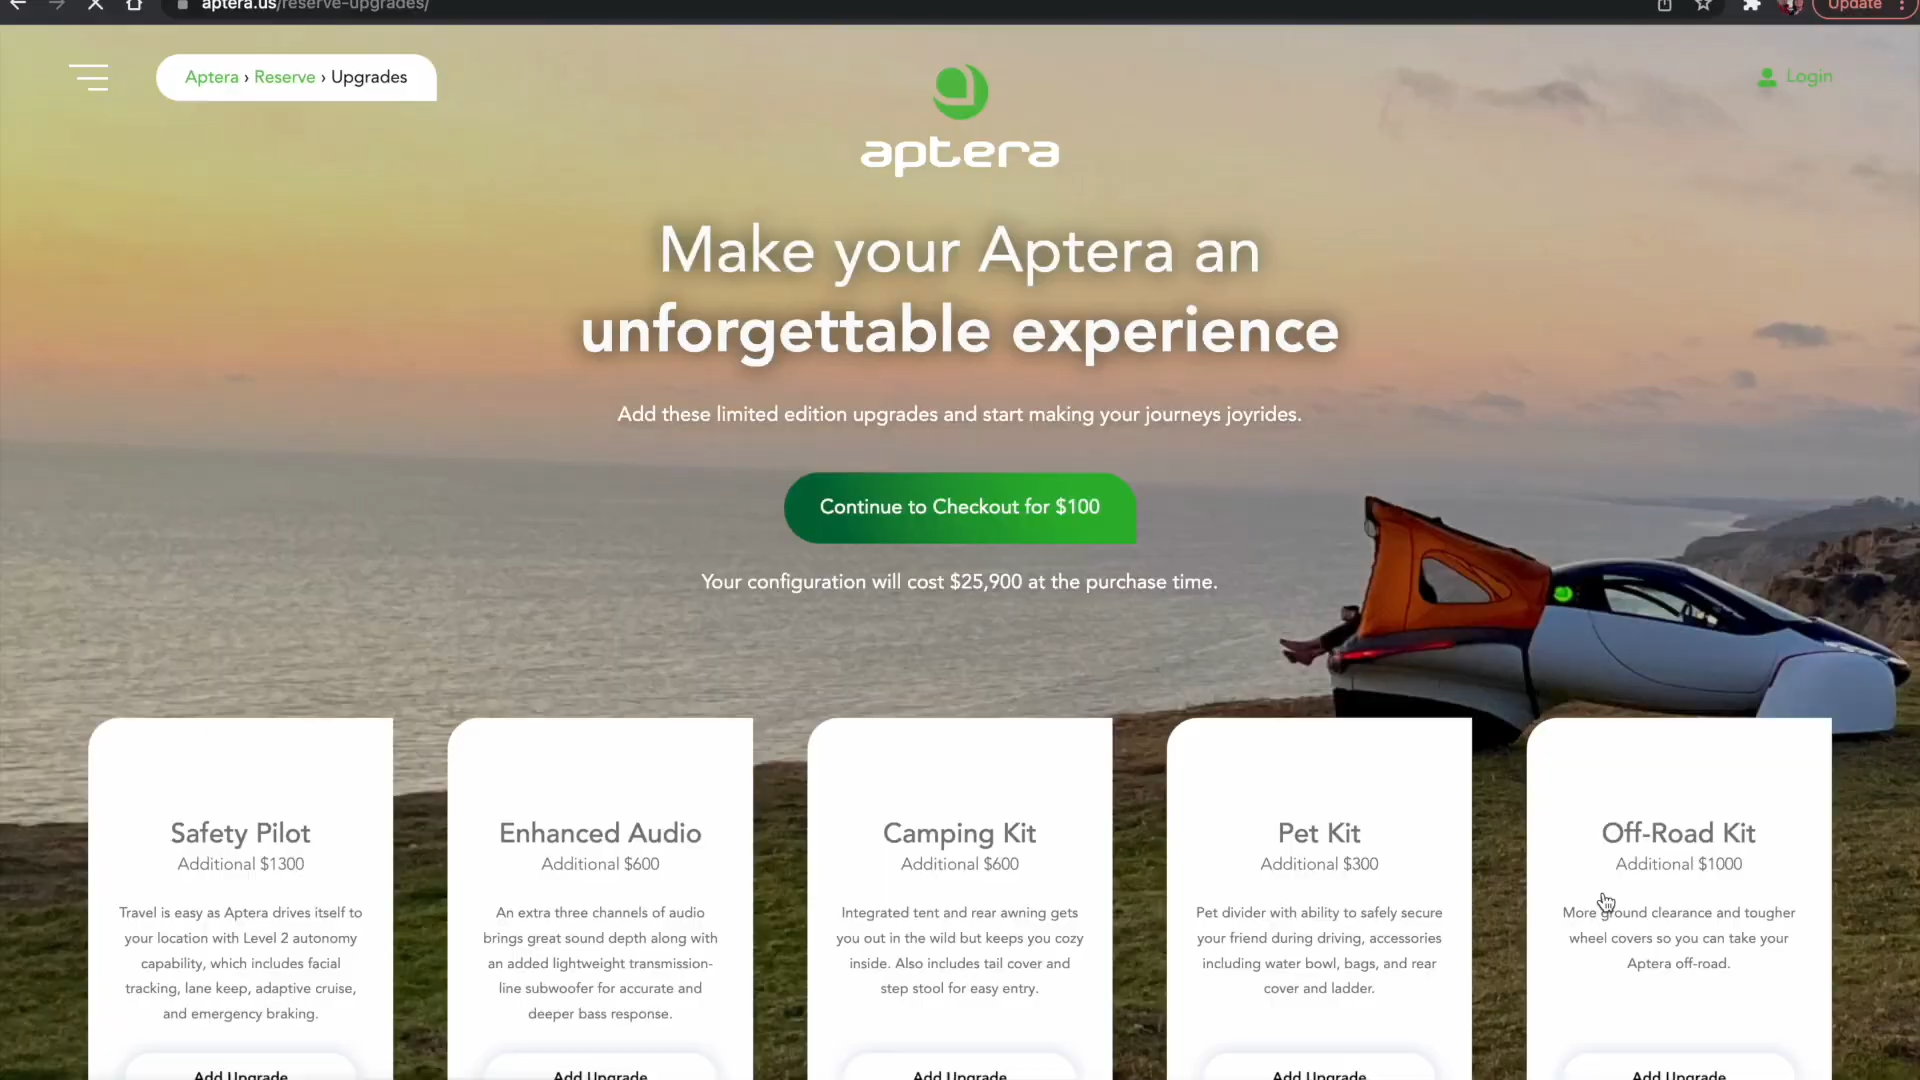 aptera.us/reserve-upgrades/
Update
Aptera › Reserve › Upgrades
Login
aptera
Make your Aptera an
unforgettable experience
Add these limited edition upgrades and start making your journeys joyrides.
Continue to Checkout for $100
Your configuration will cost $25,900 at the purchase time.
Safety Pilot
Additional $1300
Travel is easy as Aptera drives itself to
your location with Level 2 autonomy
capability, which includes facial
tracking, lane keep, adaptive cruise,
and emergency braking.
Add Upgrade
Enhanced Audio
Additional $600
An extra three channels of audio
brings great sound depth along with
an added lightweight transmission-
line subwoofer for accurate and
deeper bass response.
Add Upgrade
Camping Kit
Additional $600
Integrated tent and rear awning gets
you out in the wild but keeps you cozy
inside. Also includes tail cover and
step stool for easy entry.
Add Upgrade
Pet Kit
Additional $300
Pet divider with ability to safely secure
your friend during driving, accessories
including water bowl, bags, and rear
cover and ladder.
Add Upgrade
Off-Road Kit
Additional $1000
More ground clearance and tougher
wheel covers so you can take your
Aptera off-road.
Add Upgrade